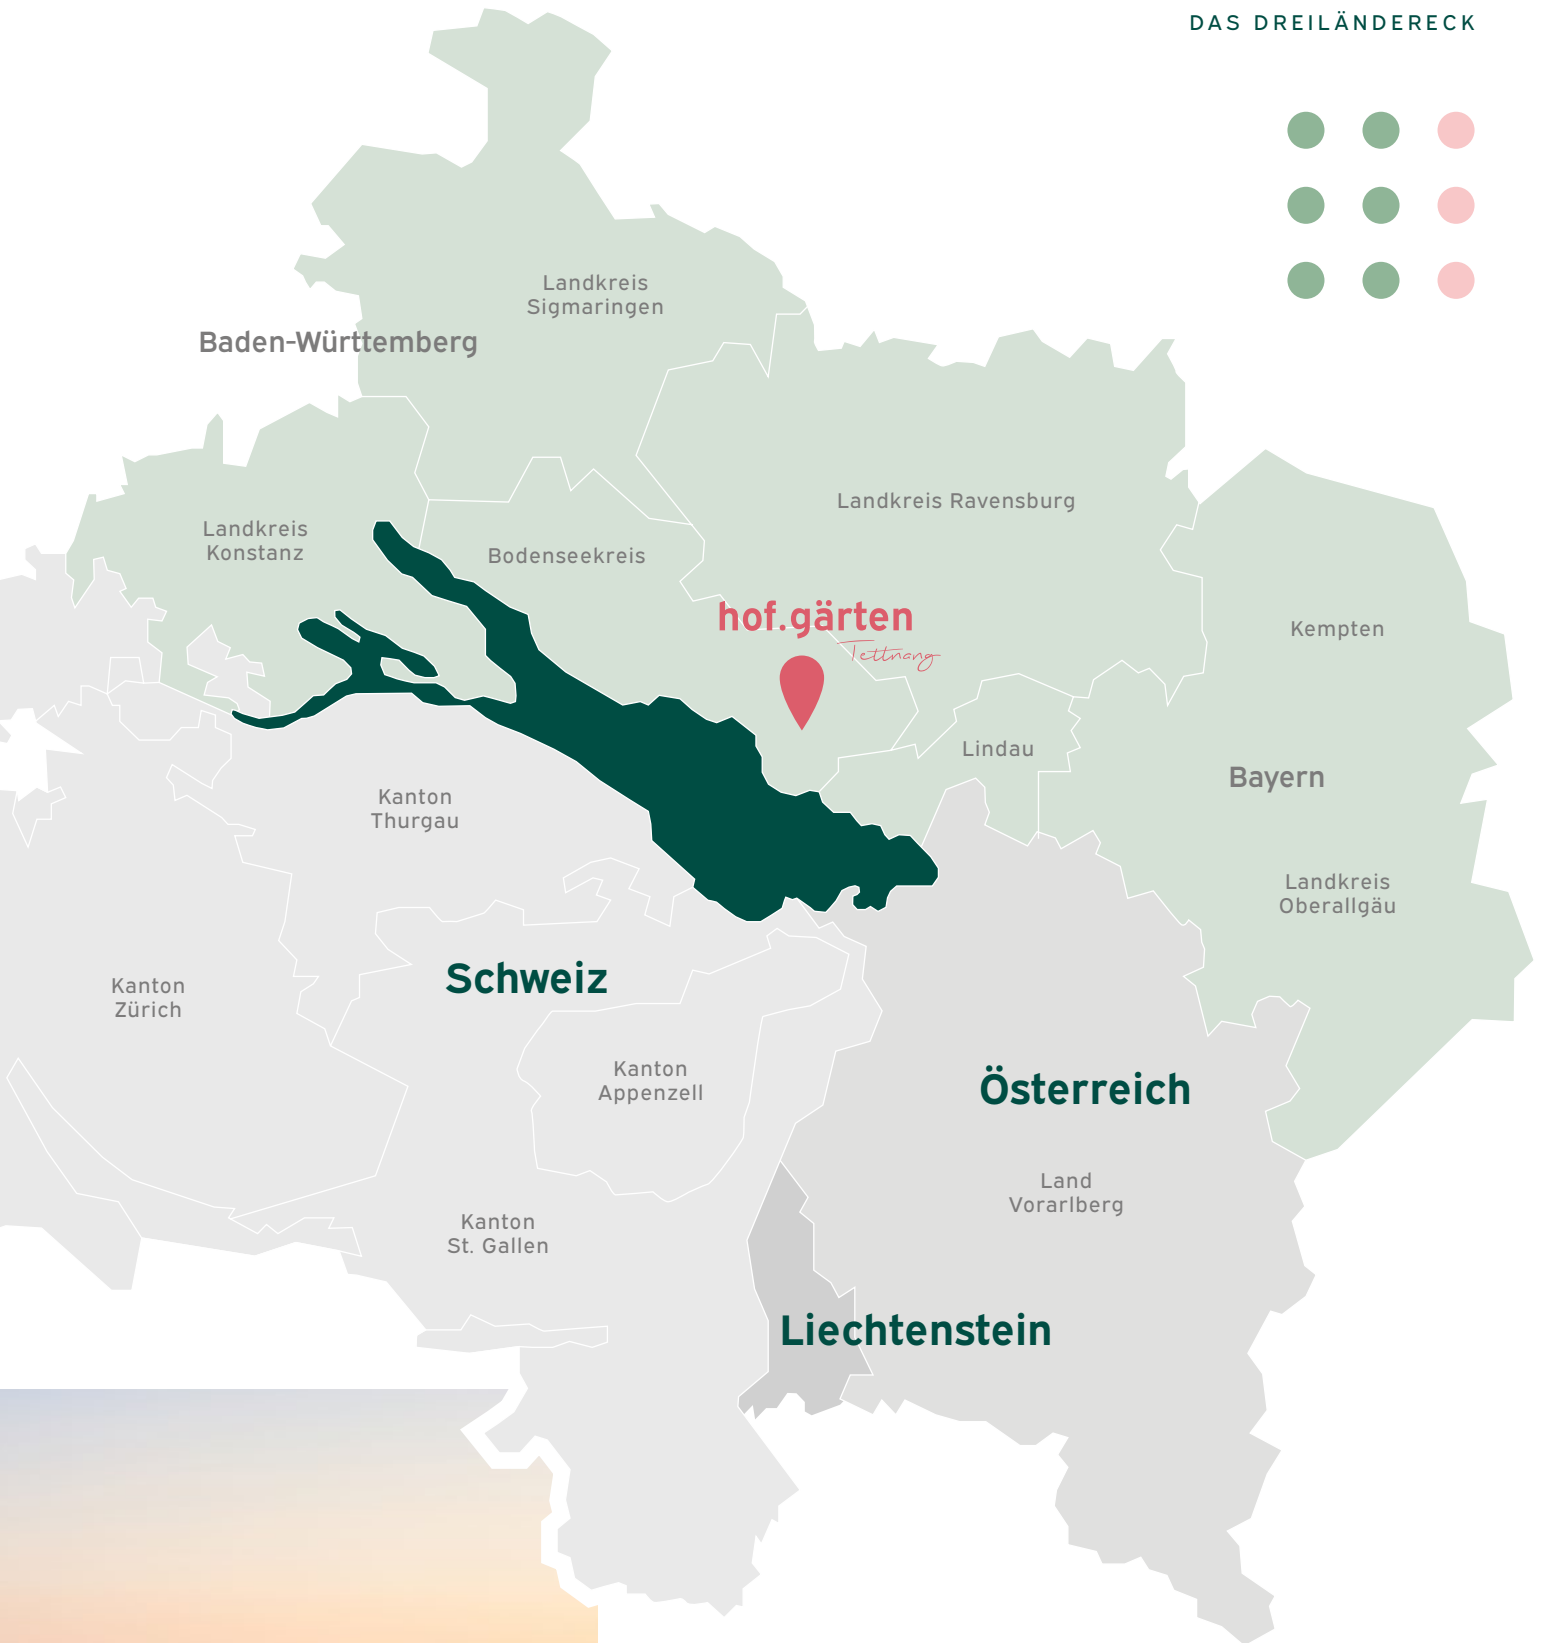 DAS DREILÄNDERECK
Landkreis
Sigmaringen
Baden-Württemberg
Landkreis Ravensburg
Landkreis
Konstanz
Bodenseekreis
hof.gärten
Tettnang
Kempten
Lindau
Bayern
Kanton
Thurgau
Landkreis
Oberallgäu
Schweiz
Kanton
Zürich
Kanton
Appenzell
Österreich
Land
Vorarlberg
Kanton
St. Gallen
Liechtenstein